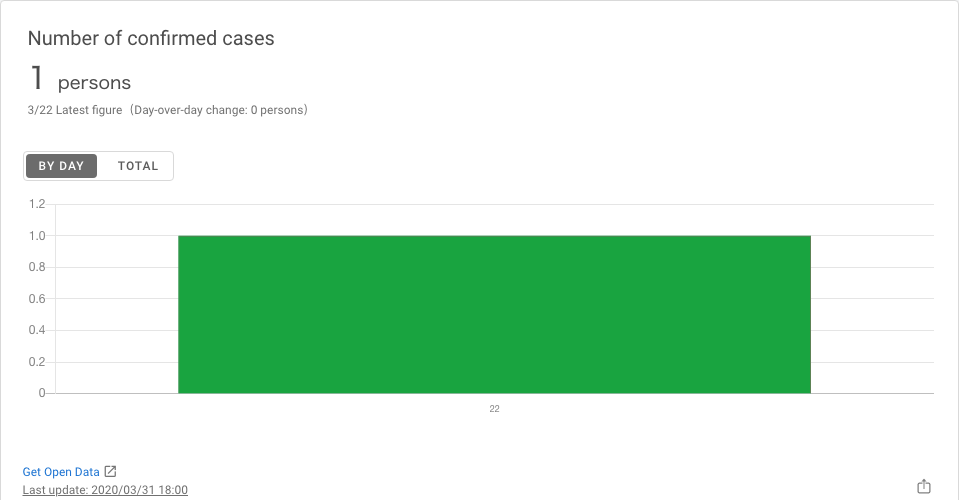 Number of confirmed cases
1 persons
3/22 Latest figure（Day-over-day change: 0 persons）
BY DAY TOTAL
1.2
1.0
0.8
0.6
0.4
0.2
0
22
Get Open Data
Last update: 2020/03/31 18:00